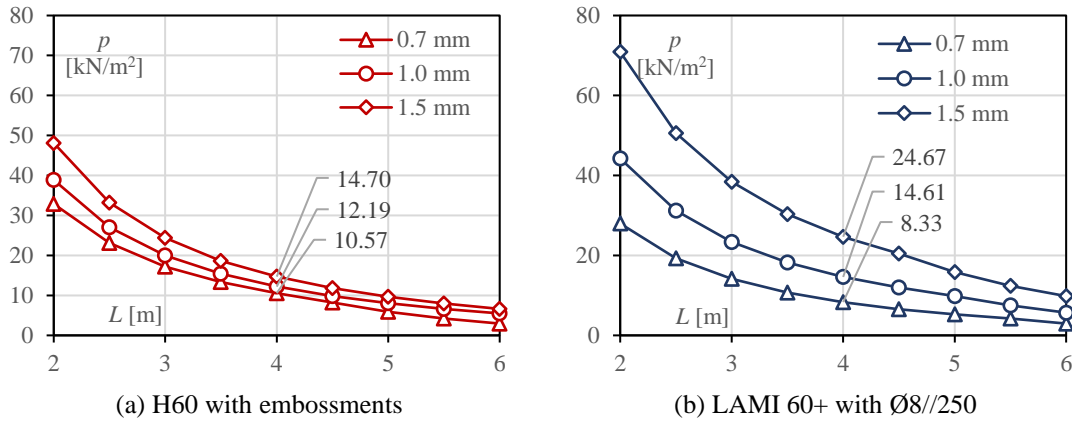 80
70
60
50
40
30
20
10
0
p
[kN/m²]
0.7 mm
1.0 mm
1.5 mm
14.70
12.19
10.57
L [m]
2 3 4 5 6
(a) H60 with embossments
80
60
40
20
0
p
[kN/m²]
0.7 mm
1.0 mm
1.5 mm
24.67
14.61
8.33
L [m]
2 3 4 5 6
(b) LAMI 60+ with Ø8//250